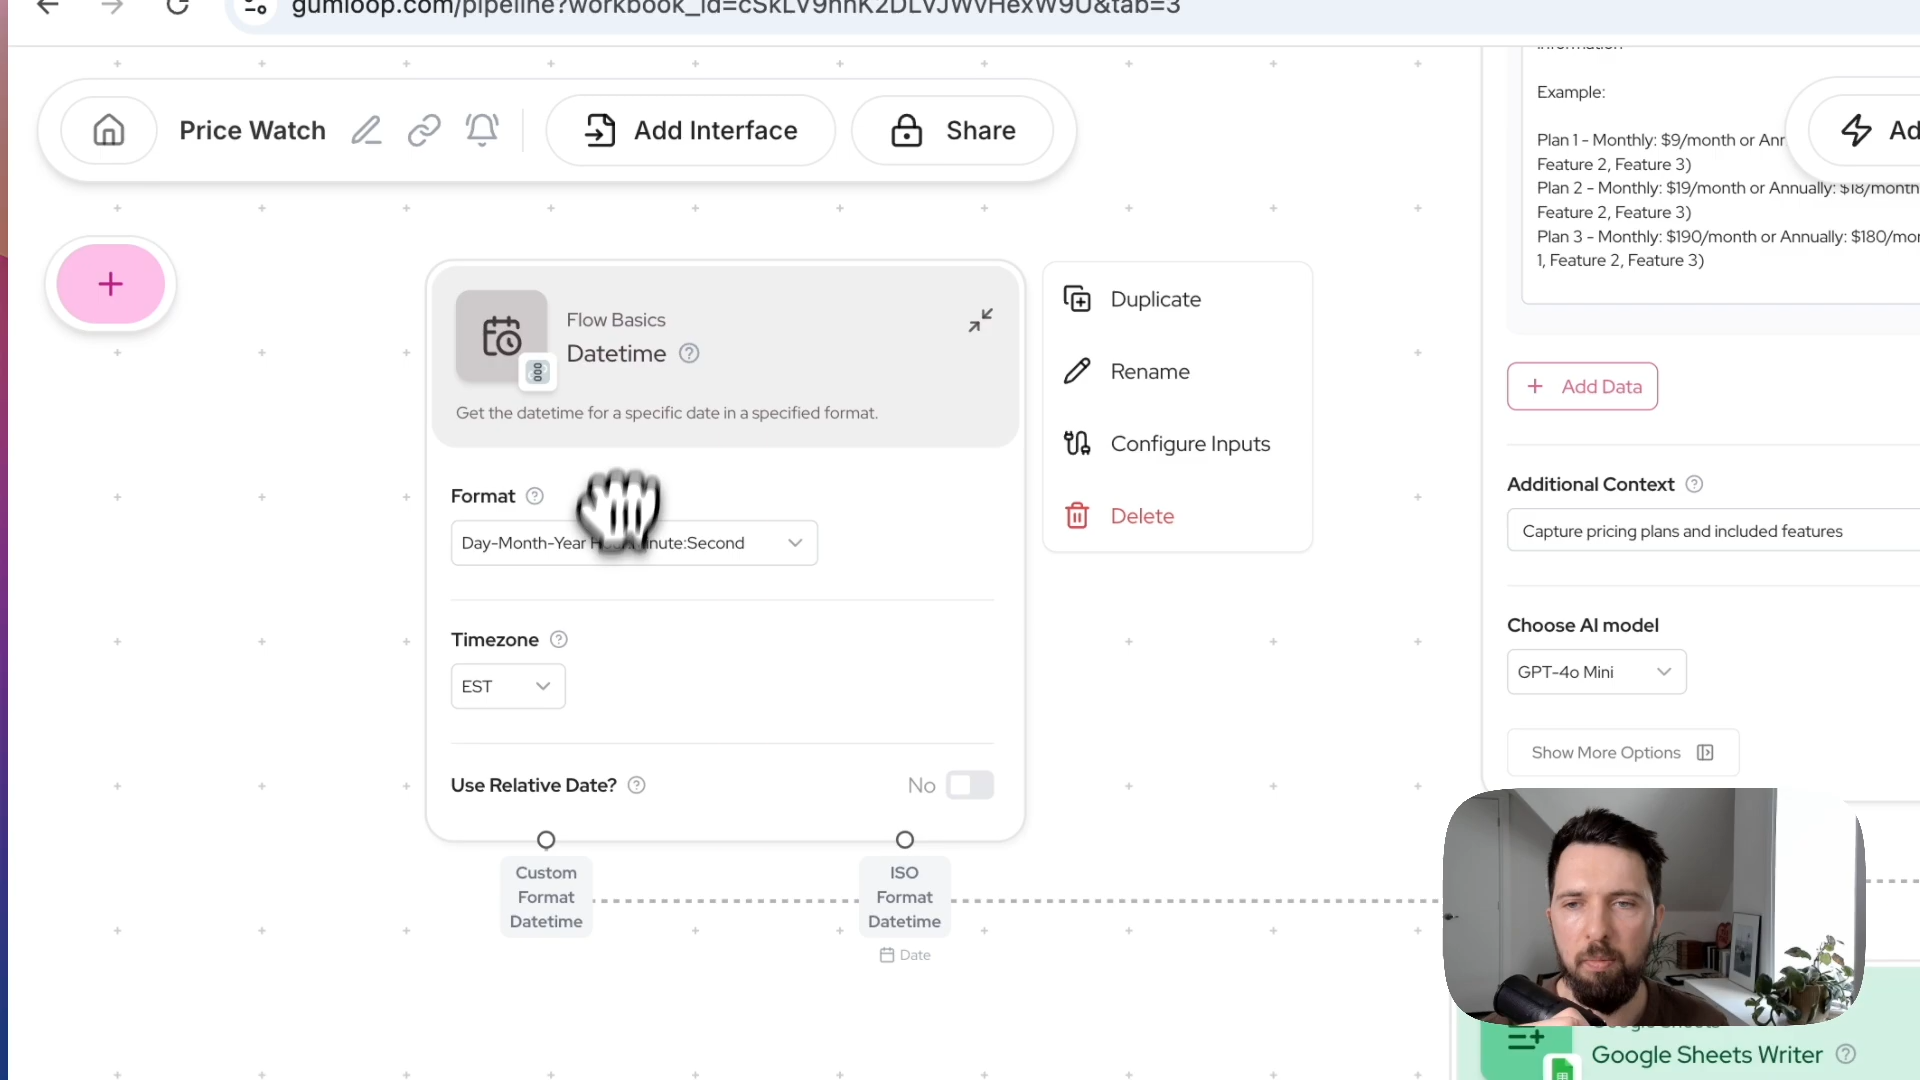 gumloop.com/pipeline?workbook_id=
&tab=3
Price Watch
Add Interface
Share
Example:
Plan 1 - Monthly: $9/month or
Feature 2, Feature 3)
Plan 2 - Monthly: $19/month or Annually: $18/month
Feature 2, Feature 3)
Plan 3 - Monthly: $190/month or Annually: $180/
1, Feature 2, Feature 3)
Flow Basics
Datetime
Get the datetime for a specific date in a specified format.
Duplicate
Rename
Configure Inputs
Delete
Format
Day-Month-Year
:Second
Timezone
EST
Use Relative Date?
No
Custom
Format
Datetime
ISO
Format
Datetime
Date
Add Data
Additional Context
Capture pricing plans and included features
Choose AI model
GPT-4o Mini
Show More Options
Google Sheets Writer